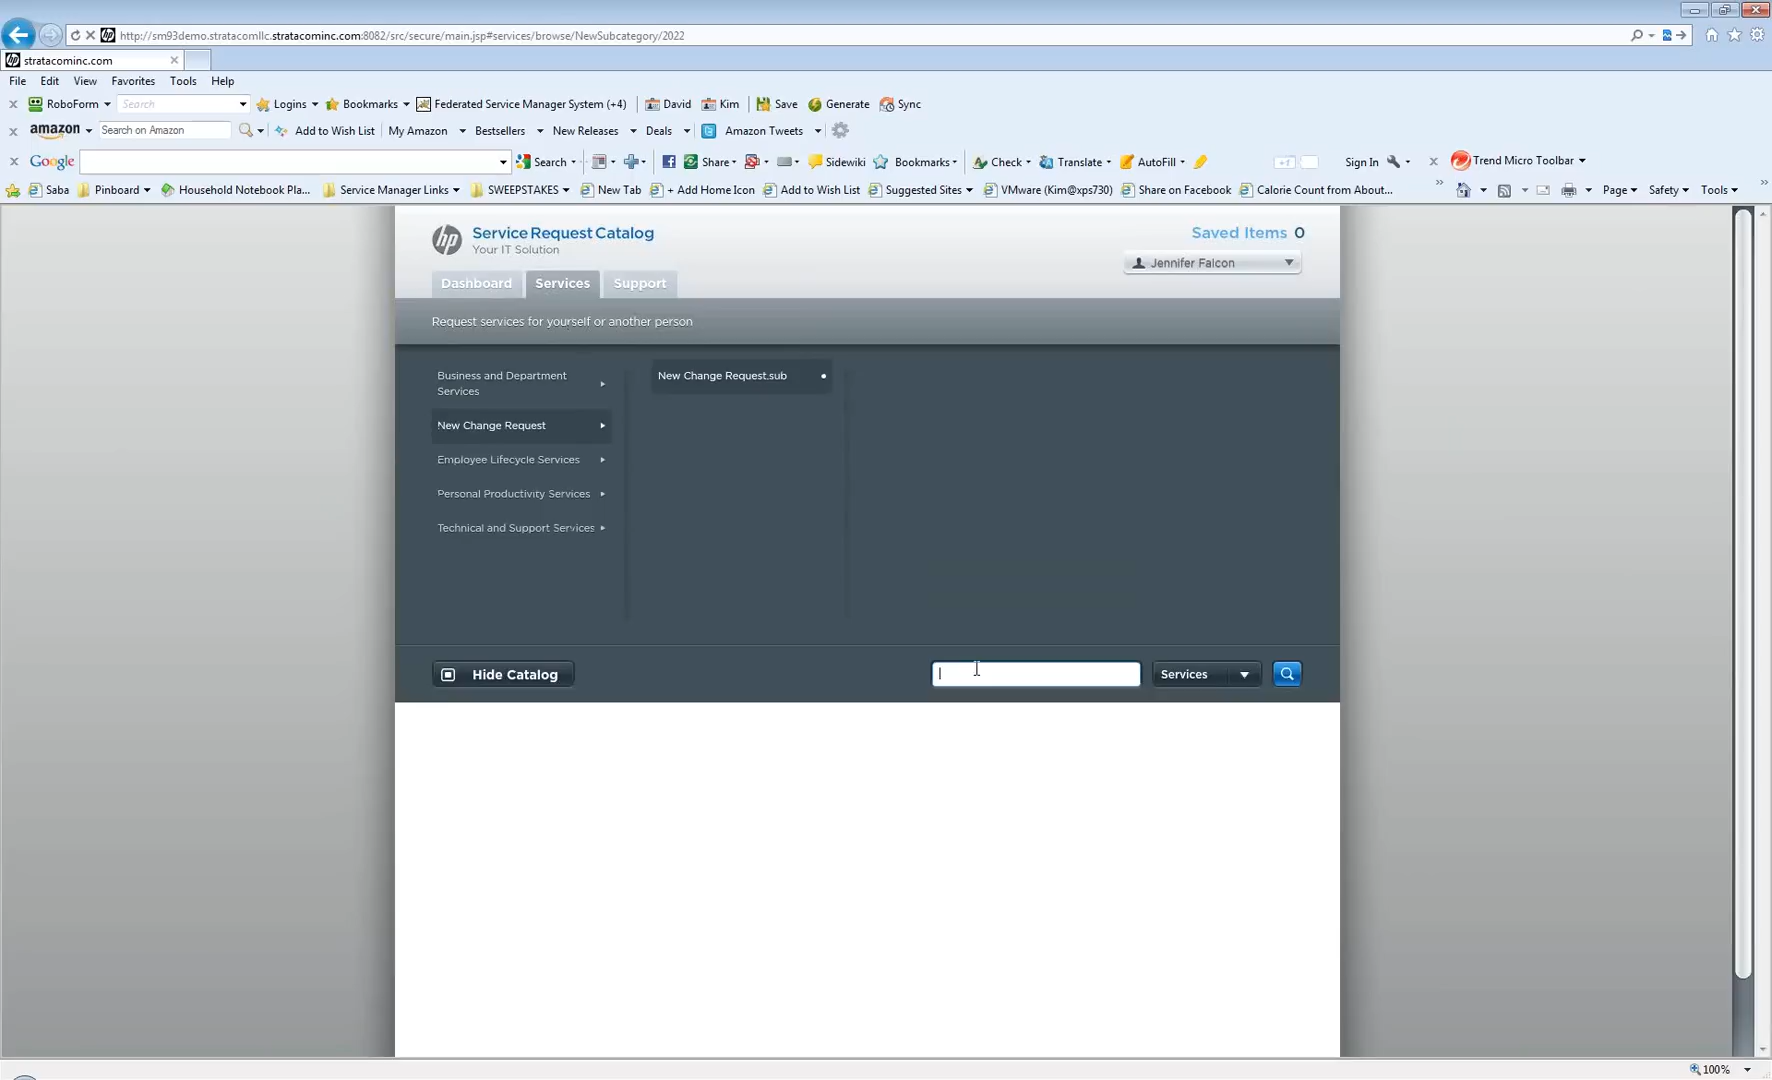 http://sm93demo.stratacomllc.stratacominc.com:8082/src/secure/main.jsp#services/browse/NewSubcategory/2022
stratacominc.com
File Edit View Favorites Tools Help
RoboForm Search Logins Bookmarks Federated Service Manager System (+4) David Kim Save Generate Sync
amazon Search on Amazon Add to Wish List My Amazon Bestsellers New Releases Deals Amazon Tweets
Google Search Share Sidewiki Bookmarks Check Translate AutoFill +1 Sign In Trend Micro Toolbar
Saba Pinboard Household Notebook Pla... Service Manager Links SWEEPSTAKES New Tab + Add Home Icon Add to Wish List Suggested Sites VMware (Kim@xps730) Share on Facebook Calorie Count from About... Page Safety Tools
hp Service Request Catalog
Saved Items 0
Your IT Solution
Jennifer Falcon
Dashboard Services Support
Request services for yourself or another person
Business and Department
Services
New Change Request.sub
New Change Request
Employee Lifecycle Services
Personal Productivity Services
Technical and Support Services
Hide Catalog
Services
100%